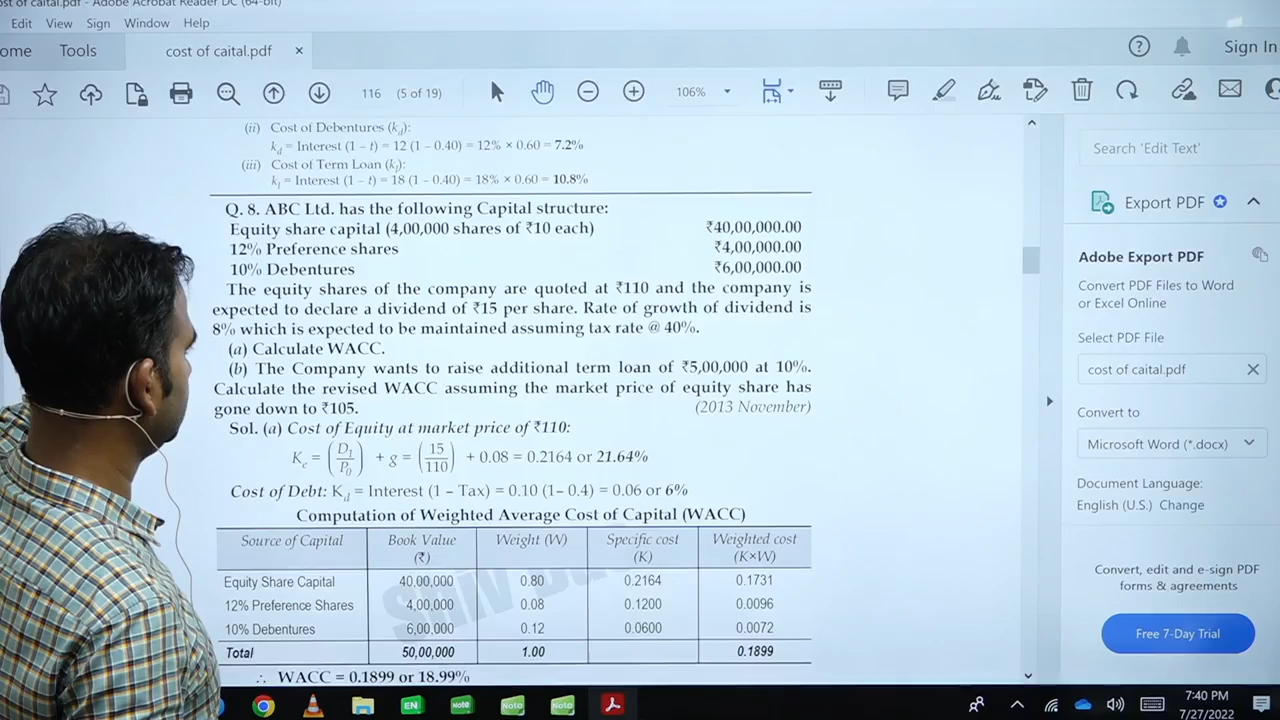 ost of caital.pdf - Adobe Acrobat Reader DC (64-bit)
Edit View Sign Window Help
ome Tools cost of caital.pdf × Sign In
116 (5 of 19) 106%
(ii) Cost of Debentures (kd):
kd = Interest (1 – t) = 12 (1 – 0.40) = 12% × 0.60 = 7.2%
(iii) Cost of Term Loan (kl):
kl = Interest (1 – t) = 18 (1 – 0.40) = 18% × 0.60 = 10.8%
Q. 8. ABC Ltd. has the following Capital structure:
Equity share capital (4,00,000 shares of ₹10 each) ₹40,00,000.00
12% Preference shares ₹4,00,000.00
10% Debentures ₹6,00,000.00
The equity shares of the company are quoted at ₹110 and the company is
expected to declare a dividend of ₹15 per share. Rate of growth of dividend is
8% which is expected to be maintained assuming tax rate @ 40%.
(a) Calculate WACC.
(b) The Company wants to raise additional term loan of ₹5,00,000 at 10%.
Calculate the revised WACC assuming the market price of equity share has
gone down to ₹105. (2013 November)
Sol. (a) Cost of Equity at market price of ₹110:
Kc = (D1/P0) + g = (15/110) + 0.08 = 0.2164 or 21.64%
Cost of Debt: Kd = Interest (1 – Tax) = 0.10 (1– 0.4) = 0.06 or 6%
Computation of Weighted Average Cost of Capital (WACC)
Source of Capital Book Value (₹) Weight (W) Specific cost (K) Weighted cost (K×W)
Equity Share Capital 40,00,000 0.80 0.2164 0.1731
12% Preference Shares 4,00,000 0.08 0.1200 0.0096
10% Debentures 6,00,000 0.12 0.0600 0.0072
Total 50,00,000 1.00 0.1899
∴ WACC = 0.1899 or 18.99%
Search 'Edit Text'
Export PDF
Adobe Export PDF
Convert PDF Files to Word
or Excel Online
Select PDF File
cost of caital.pdf
Convert to
Microsoft Word (*.docx)
Document Language:
English (U.S.) Change
Convert, edit and e-sign PDF
forms & agreements
Free 7-Day Trial
EN Note Note Note
7:40 PM
7/27/2022